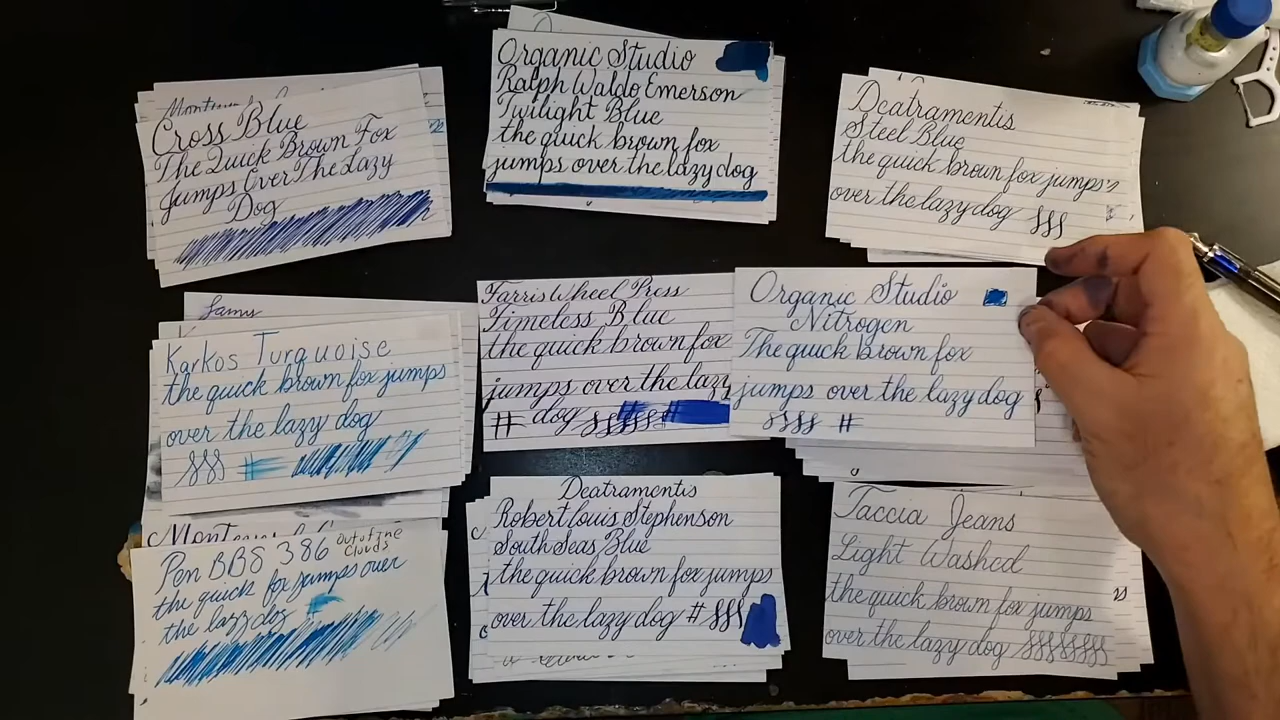 Cross Blue
The Quick Brown Fox
Jumps Over The Lazy
Dog
Organic Studio
Ralph Waldo Emerson
Twilight Blue
the quick brown fox
jumps over the lazy dog
Deatramentis
Steel Blue
the quick brown fox jumps
over the lazy dog
Lamy
Karkos Turquoise
the quick brown fox jumps
over the lazy dog
#
Farris Wheel Press
Timeless Blue
the quick brown fox
jumps over the lazy
# dog #
Organic Studio
Nitrogen
The quick brown fox
jumps over the lazy dog
#
Pen BBS 386 Out of the
Clouds
the quick fox jumps over
the lazy dog
Deatramentis
Robert Louis Stephenson
South Seas Blue
the quick brown fox jumps
over the lazy dog #
Taccia Jeans
Light Washed
the quick brown fox jumps
over the lazy dog